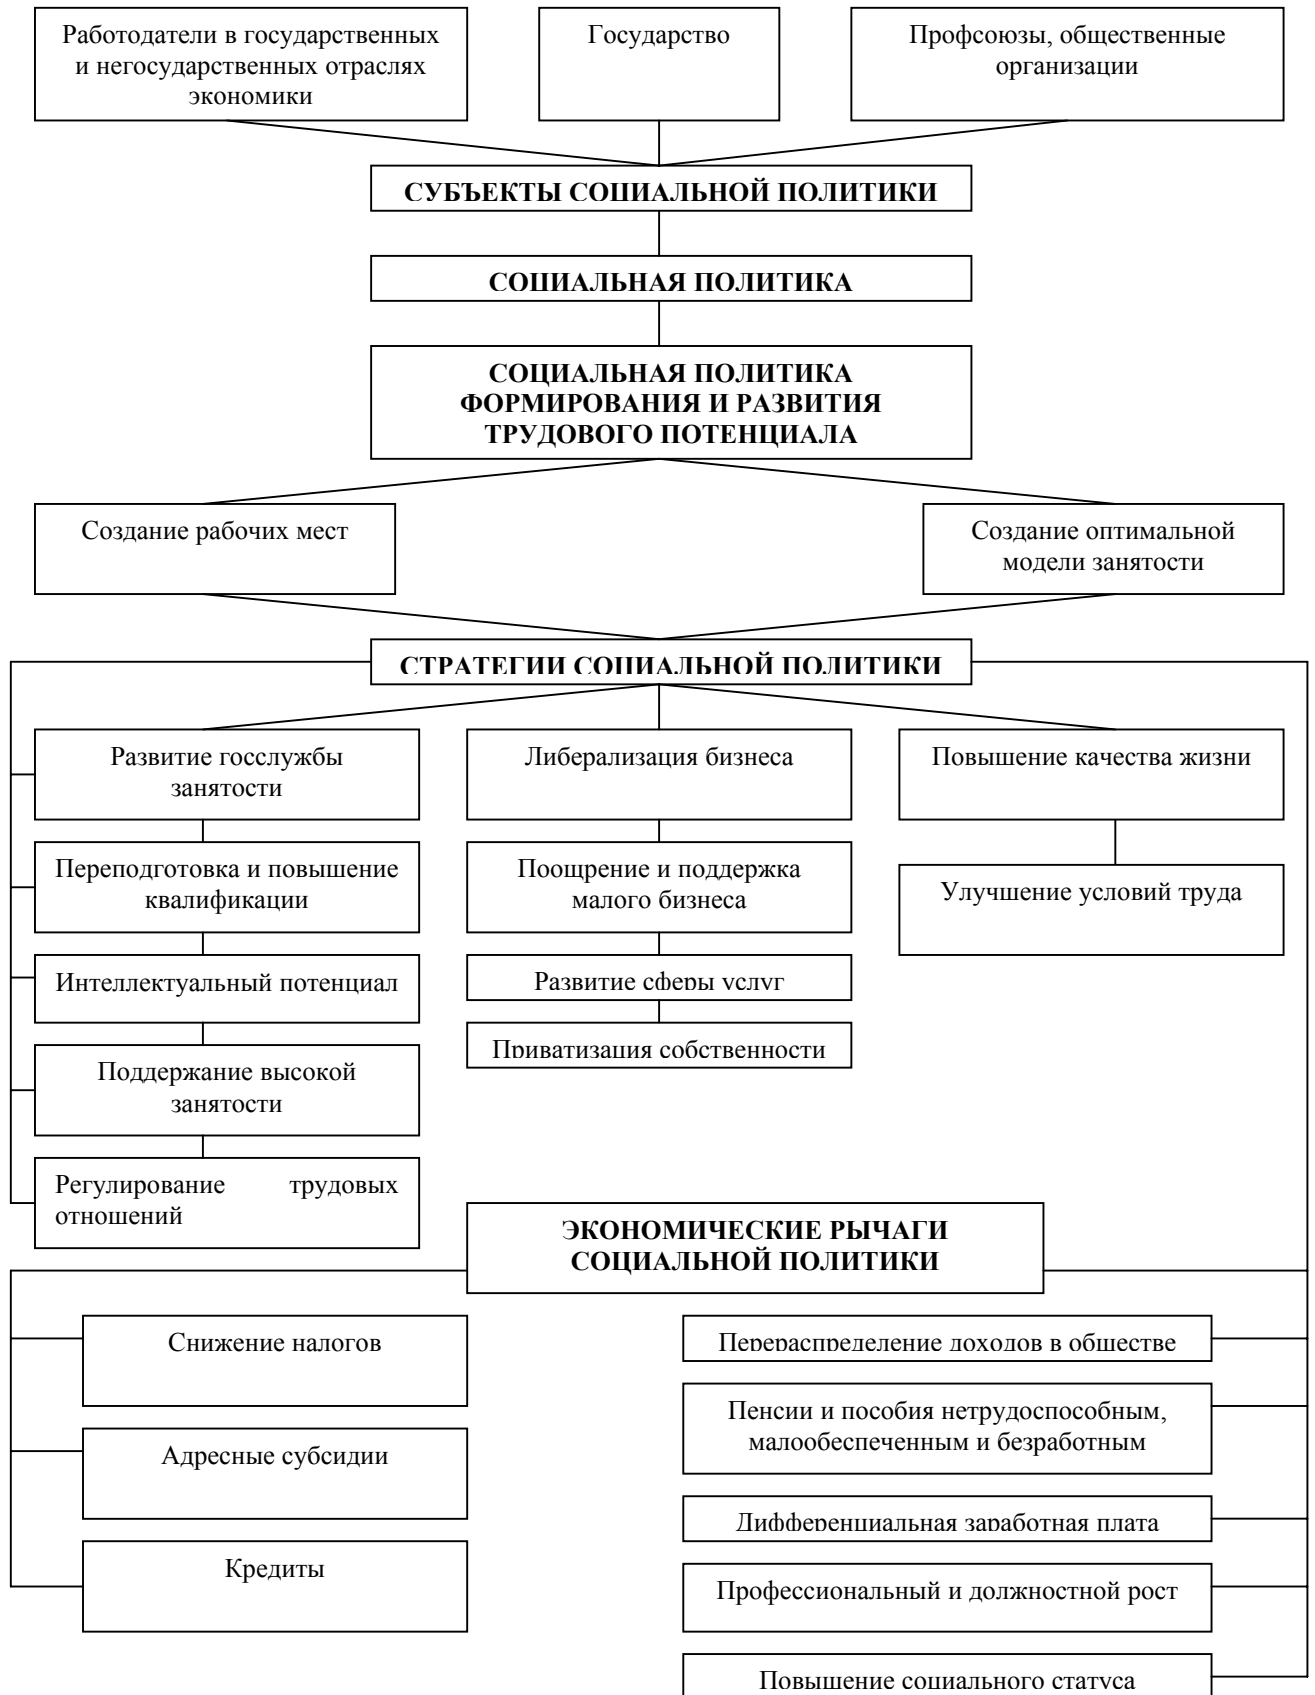 Работодатели в государственных
и негосударственных отраслях
экономики
Государство
Профсоюзы, общественные
организации
СУБЪЕКТЫ СОЦИАЛЬНОЙ ПОЛИТИКИ
СОЦИАЛЬНАЯ ПОЛИТИКА
СОЦИАЛЬНАЯ ПОЛИТИКА
ФОРМИРОВАНИЯ И РАЗВИТИЯ
ТРУДОВОГО ПОТЕНЦИАЛА
Создание рабочих мест
Создание оптимальной
модели занятости
СТРАТЕГИИ СОЦИАЛЬНОЙ ПОЛИТИКИ
Развитие госслужбы
занятости
Переподготовка и повышение
квалификации
Интеллектуальный потенциал
Поддержание высокой
занятости
Регулирование трудовых
отношений
Либерализация бизнеса
Поощрение и поддержка
малого бизнеса
Развитие сферы услуг
Приватизация собственности
Повышение качества жизни
Улучшение условий труда
ЭКОНОМИЧЕСКИЕ РЫЧАГИ
СОЦИАЛЬНОЙ ПОЛИТИКИ
Снижение налогов
Адресные субсидии
Кредиты
Перераспределение доходов в обществе
Пенсии и пособия нетрудоспособным,
малообеспеченным и безработным
Дифференциальная заработная плата
Профессиональный и должностной рост
Повышение социального статуса